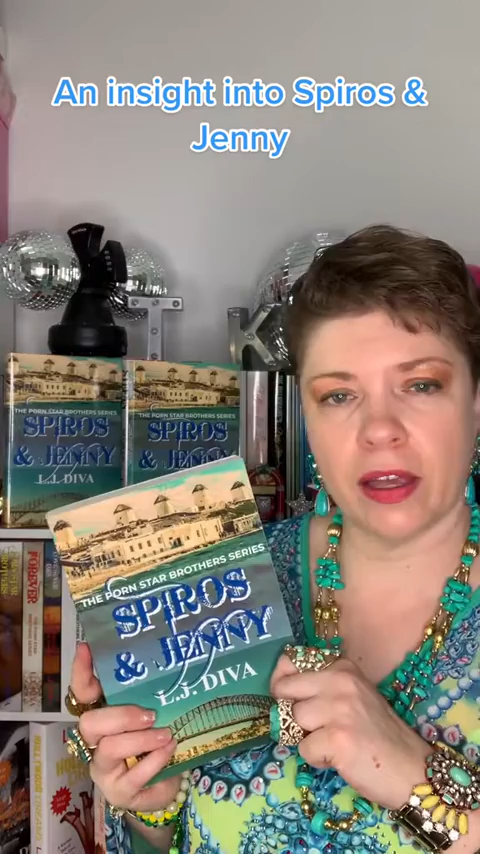 An insight into Spiros &
Jenny
T
K
THE PORN STAR BROTHERS SERIES
SPIROS
& JENNY
L.J. DIVA
THE PORN STAR BROTHERS SERIES
SPIROS
& JENNY
THE PORN STAR BROTHERS SERIES
SPIROS
& JENNY
L.J. DIVA
FOREVER